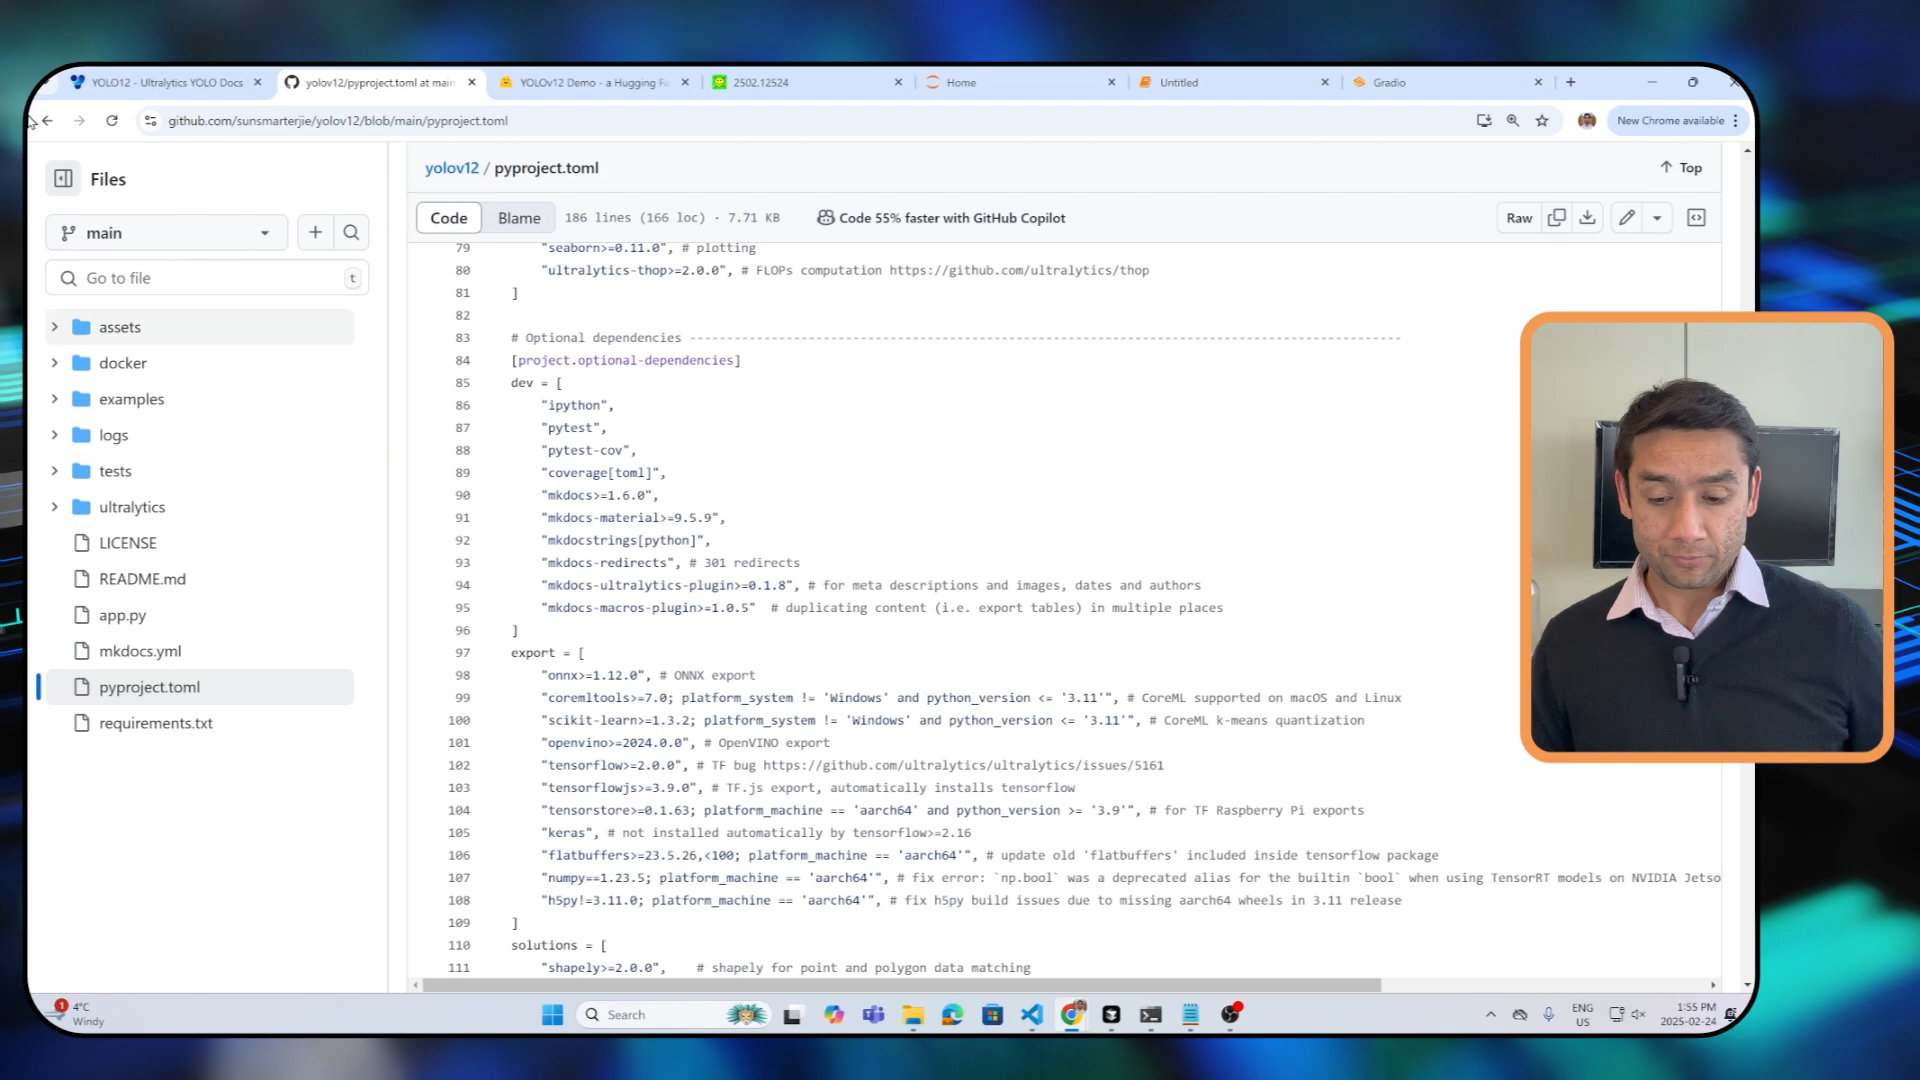 YOLO12 - Ultralytics YOLO Docs
yolov12/pyproject.toml at main
YOLOv12 Demo - a Hugging Fa
2502.12524
Home
Untitled
Gradio
github.com/sunsmarterjie/yolov12/blob/main/pyproject.toml
New Chrome available
Files
main
Go to file
t
assets
docker
examples
logs
tests
ultralytics
LICENSE
README.md
app.py
mkdocs.yml
pyproject.toml
requirements.txt
yolov12 / pyproject.toml
Top
Code
Blame
186 lines (166 loc) · 7.71 KB
Code 55% faster with GitHub Copilot
Raw
79 "seaborn>=0.11.0", # plotting
80 "ultralytics-thop>=2.0.0", # FLOPs computation https://github.com/ultralytics/thop
81 ]
82
83 # Optional dependencies ------------------------------------------------------------------------------------------------
84 [project.optional-dependencies]
85 dev = [
86 "ipython",
87 "pytest",
88 "pytest-cov",
89 "coverage[toml]",
90 "mkdocs>=1.6.0",
91 "mkdocs-material>=9.5.9",
92 "mkdocstrings[python]",
93 "mkdocs-redirects", # 301 redirects
94 "mkdocs-ultralytics-plugin>=0.1.8", # for meta descriptions and images, dates and authors
95 "mkdocs-macros-plugin>=1.0.5" # duplicating content (i.e. export tables) in multiple places
96 ]
97 export = [
98 "onnx>=1.12.0", # ONNX export
99 "coremltools>=7.0; platform_system != 'Windows' and python_version <= '3.11'", # CoreML supported on macOS and Linux
100 "scikit-learn>=1.3.2; platform_system != 'Windows' and python_version <= '3.11'", # CoreML k-means quantization
101 "openvino>=2024.0.0", # OpenVINO export
102 "tensorflow>=2.0.0", # TF bug https://github.com/ultralytics/ultralytics/issues/5161
103 "tensorflowjs>=3.9.0", # TF.js export, automatically installs tensorflow
104 "tensorstore>=0.1.63; platform_machine == 'aarch64' and python_version >= '3.9'", # for TF Raspberry Pi exports
105 "keras", # not installed automatically by tensorflow>=2.16
106 "flatbuffers>=23.5.26,<100; platform_machine == 'aarch64'", # update old 'flatbuffers' included inside tensorflow package
107 "numpy==1.23.5; platform_machine == 'aarch64'", # fix error: `np.bool` was a deprecated alias for the builtin `bool` when using TensorRT models on NVIDIA Jetso
108 "h5py!=3.11.0; platform_machine == 'aarch64'", # fix h5py build issues due to missing aarch64 wheels in 3.11 release
109 ]
110 solutions = [
111 "shapely>=2.0.0", # shapely for point and polygon data matching
1
4°C
Windy
Search
ENG
US
1:55 PM
2025-02-24